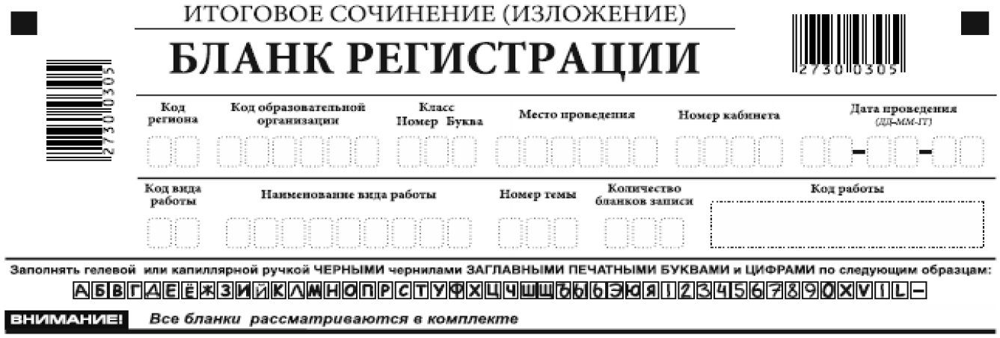 ИТОГОВОЕ СОЧИНЕНИЕ (ИЗЛОЖЕНИЕ)
БЛАНК РЕГИСТРАЦИИ
2730 0305
2730 0305
Код региона
Код образовательной организации
Класс
Номер Буква
Место проведения
Номер кабинета
Дата проведения
(ДД-ММ-ГГ)
Код вида работы
Наименование вида работы
Номер темы
Количество бланков записи
Код работы
Заполнять гелевой или капиллярной ручкой ЧЕРНЫМИ чернилами ЗАГЛАВНЫМИ ПЕЧАТНЫМИ БУКВАМИ и ЦИФРАМИ по следующим образцам:
АБВГДЕЁЖЗИЙКЛМНОПРСТУФХЦЧШЩЪЫЬЭЮЯ1234567890XVIL-
ВНИМАНИЕ! Все бланки рассматриваются в комплекте